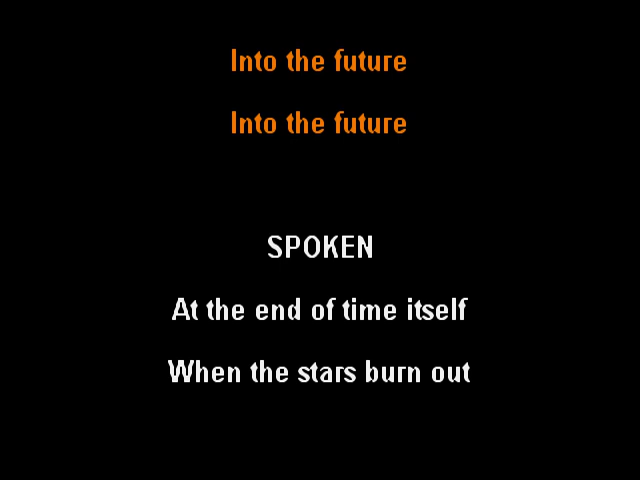 Into the future
Into the future
SPOKEN
At the end of time itself
When the stars burn out